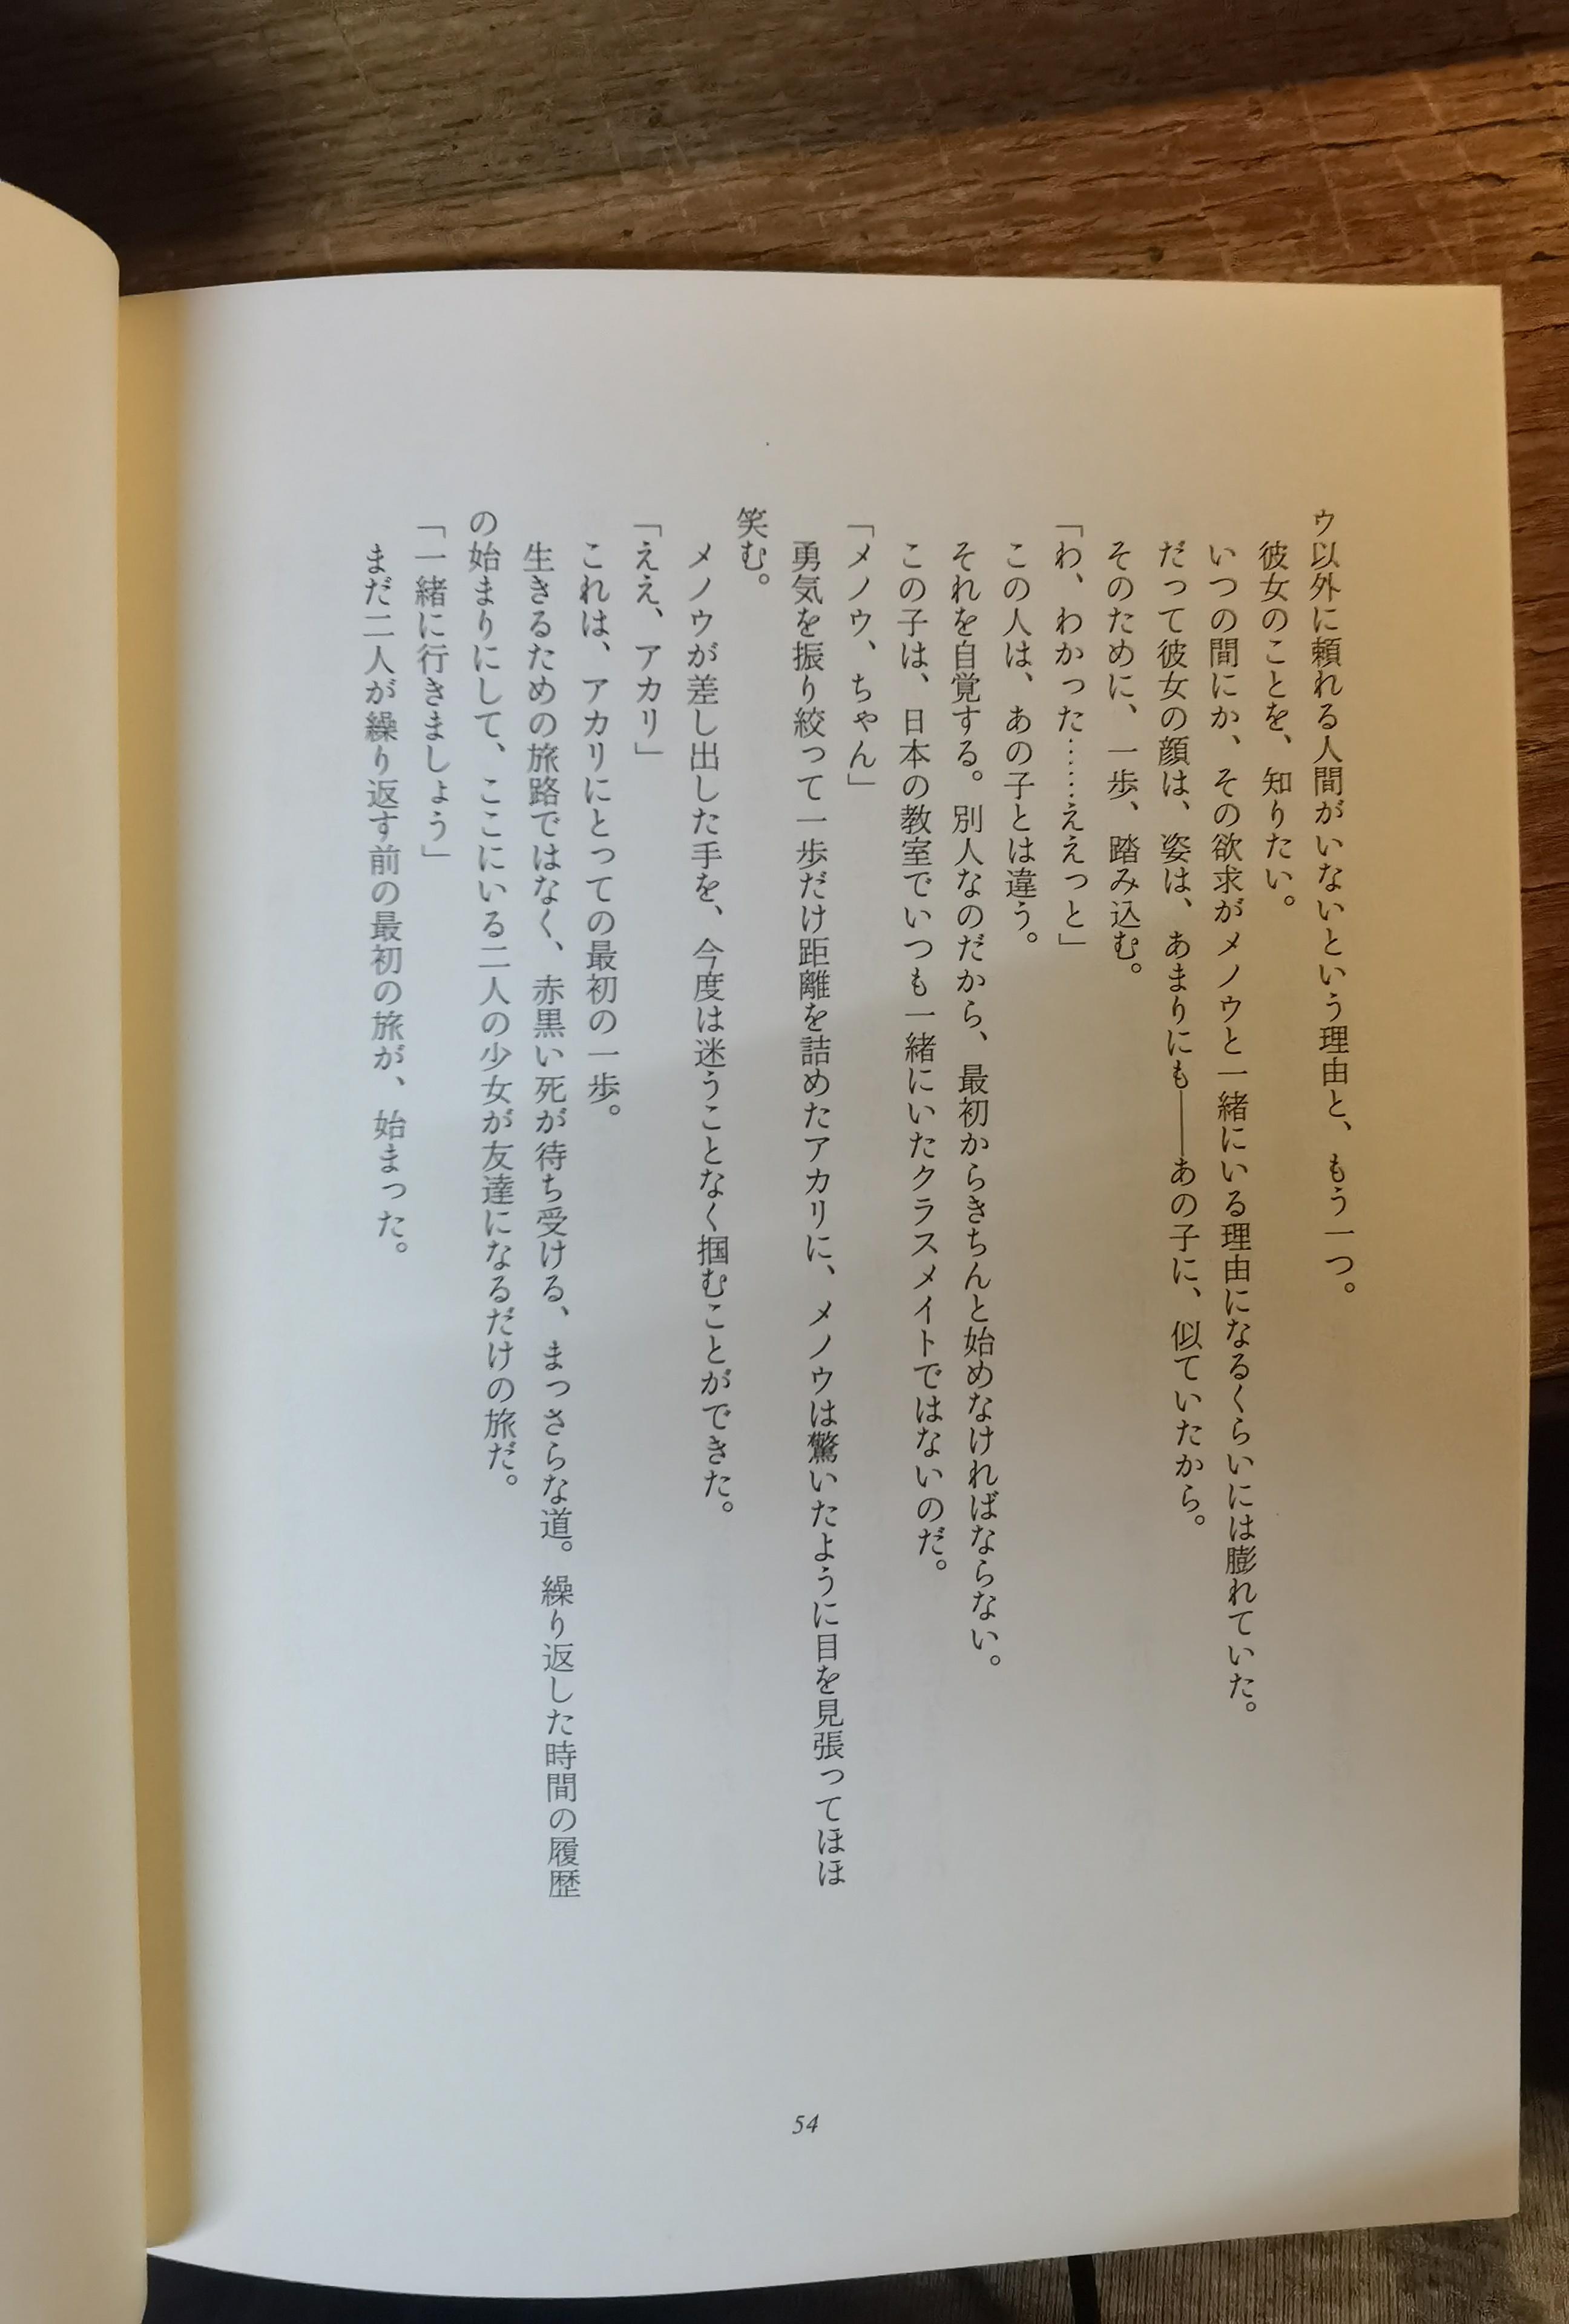 ウ以外に頼れる人間がいないという理由と、もう一つ。
彼女のことを、知りたい。
いつの間にか、その欲求がメノウと一緒にいる理由になるくらいには膨れていた。
だって彼女の顔は、姿は、あまりにも――あの子に、似ていたから。
そのために、一歩、踏み込む。
「わ、わかった……ええっと」
この人は、あの子とは違う。
それを自覚する。別人なのだから、最初からきちんと始めなければならない。
この子は、日本の教室でいつも一緒にいたクラスメイトではないのだ。
「メノウ、ちゃん」
勇気を振り絞って一歩だけ距離を詰めたアカリに、メノウは驚いたように目を見張ってほほ
笑む。
メノウが差し出した手を、今度は迷うことなく掴むことができた。
「ええ、アカリ」
これは、アカリにとっての最初の一歩。
生きるための旅路ではなく、赤黒い死が待ち受ける、まっさらな道。繰り返した時間の履歴
の始まりにして、ここにいる二人の少女が友達になるだけの旅だ。
「一緒に行きましょう」
まだ二人が繰り返す前の最初の旅が、始まった。
54